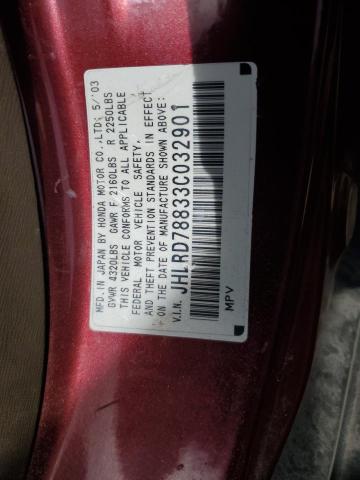 MFD.IN JAPAN BY HONDA MOTOR CO.,LTD; 5/'03
GVWR 4320LBS GAWR F 2160LBS R 2250LBS
THIS VEHICLE CONFORMS TO ALL APPLICABLE
FEDERAL MOTOR VEHICLE SAFETY,
AND THEFT PREVENTION STANDARDS IN EFFECT
ON THE DATE OF MANUFACTURE SHOWN ABOVE:
V.I.N. JHLRD78833C032901
MPV